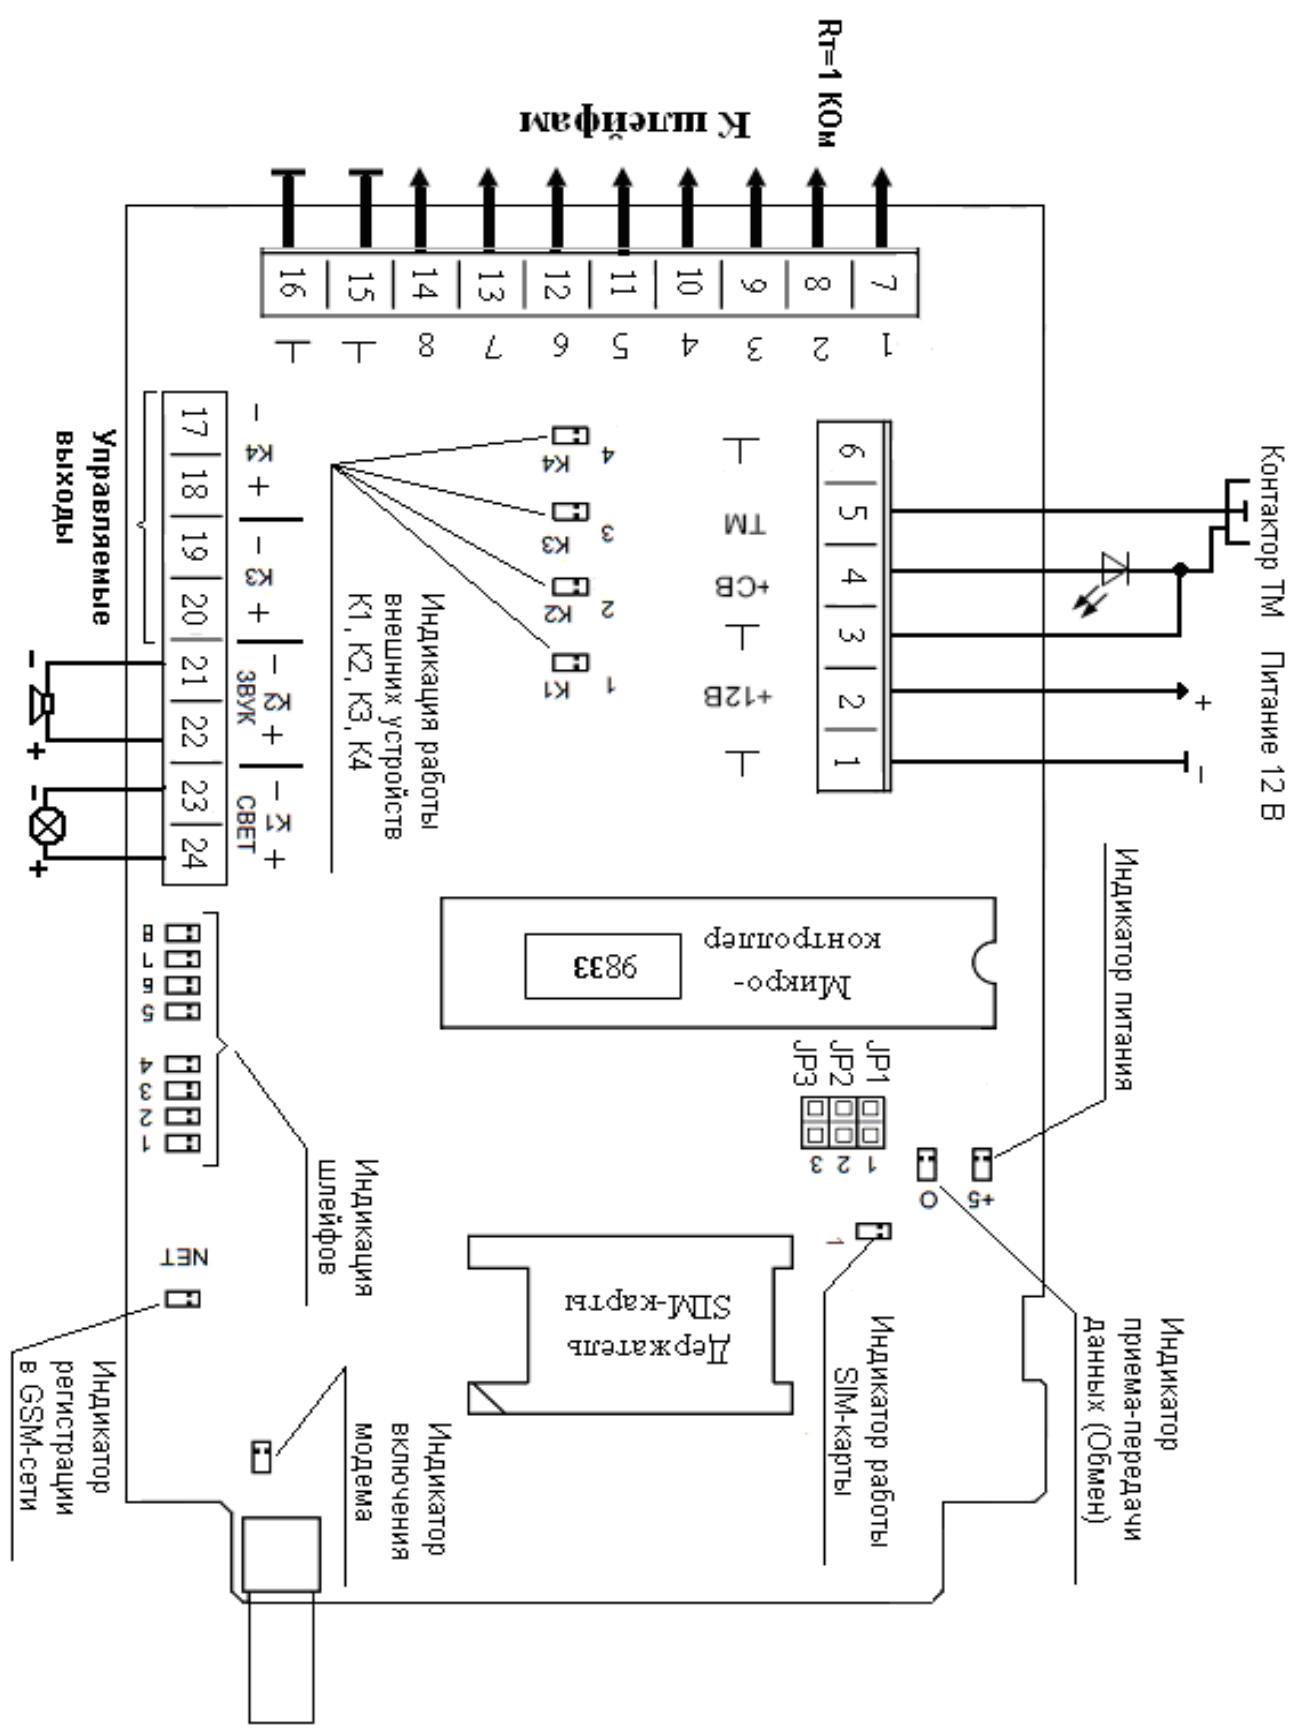 Rт=1 КОм
К шлейфам
7
8
9
10
11
12
13
14
15
16
1
2
3
4
5
6
7
8
Контактор ТМ
Питание 12 В
+
-
6
5
4
3
2
1
ТМ
+СВ
+12В
4
К4
3
К3
2
К2
1
К1
Индикация работы
внешних устройств
К1, К2, К3, К4
Управляемые
выходы
17
18
19
20
21
22
23
24
- К4 +
- К3 +
- К2 +
ЗВУК
- К1 +
СВЕТ
-
+
-
+
Микро-
контроллер
9833
Индикатор питания
JP1
JP2
JP3
1
2
3
О
+5
1
8
7
6
5
4
3
2
1
Индикация
шлейфов
NET
Держатель
SIM-карты
Индикатор работы
SIM-карты
Индикатор
приема-передачи
данных (Обмен)
Индикатор
включения
модема
Индикатор
регистрации
в GSM-сети